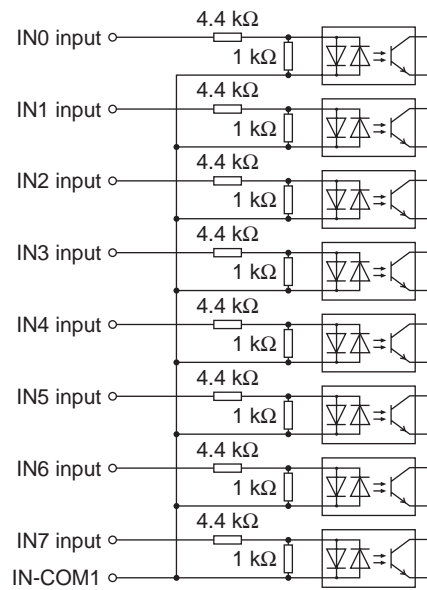 4.4 kΩ
IN0 input
1 kΩ
4.4 kΩ
IN1 input
1 kΩ
4.4 kΩ
IN2 input
1 kΩ
4.4 kΩ
IN3 input
1 kΩ
4.4 kΩ
IN4 input
1 kΩ
4.4 kΩ
IN5 input
1 kΩ
4.4 kΩ
IN6 input
1 kΩ
4.4 kΩ
IN7 input
1 kΩ
IN-COM1